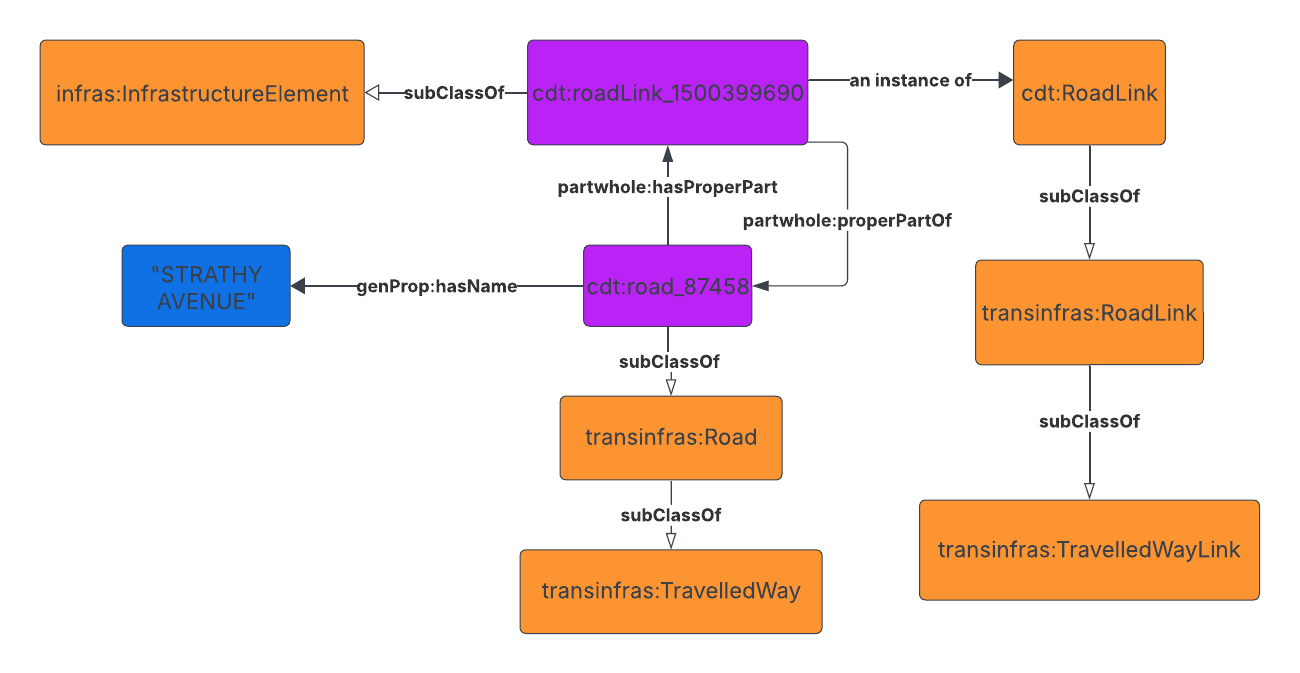 infras:InfrastructureElement
subClassOf
cdt:roadLink_1500399690
an instance of
cdt:RoadLink
partwhole:hasProperPart
subClassOf
partwhole:properPartOf
"STRATHY
AVENUE"
genProp:hasName
cdt:road_87458
transinfras:RoadLink
subClassOf
transinfras:Road
subClassOf
subClassOf
transinfras:TravelledWay
transinfras:TravelledWayLink